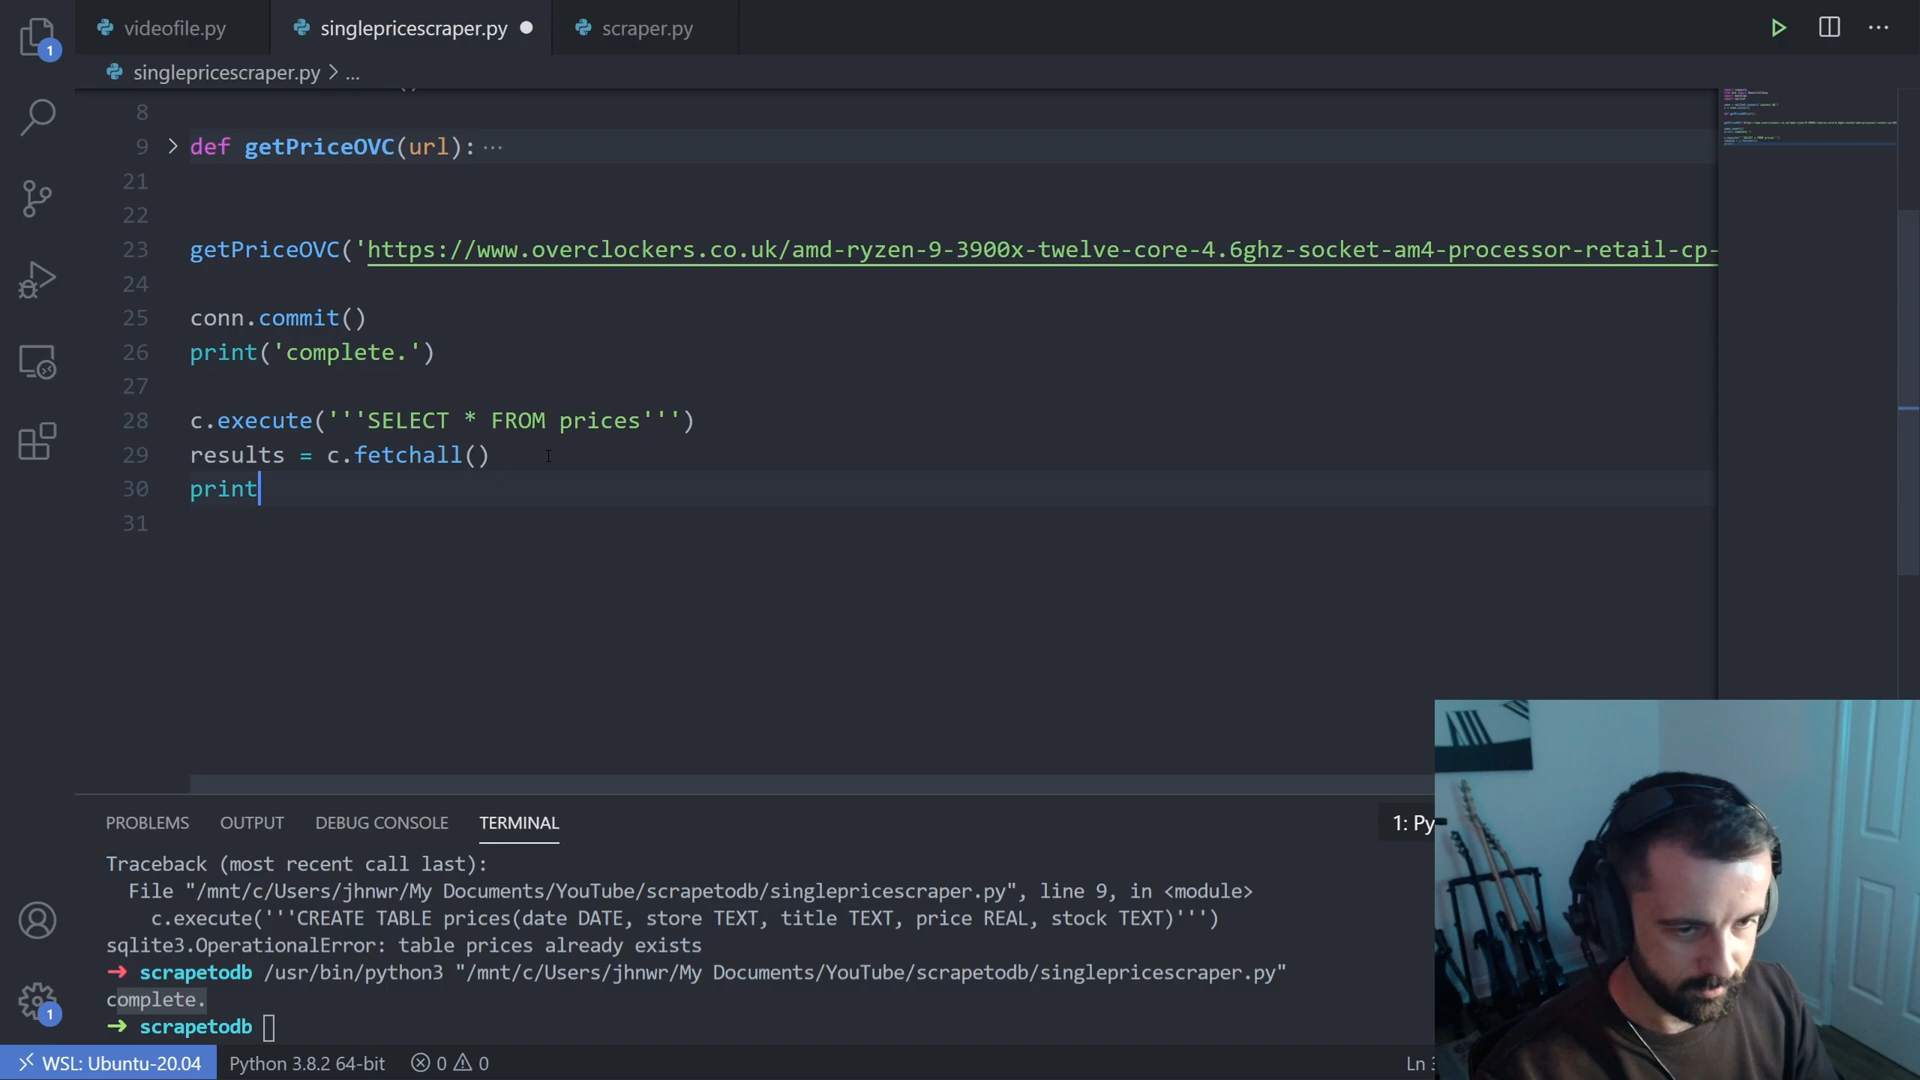 videofile.py
singlepricescraper.py
scraper.py
singlepricescraper.py > ...
8
9 def getPriceOVC(url): ...
21
22
23 getPriceOVC('https://www.overclockers.co.uk/amd-ryzen-9-3900x-twelve-core-4.6ghz-socket-am4-processor-retail-cp-
24
25 conn.commit()
26 print('complete.')
27
28 c.execute('''SELECT * FROM prices''')
29 results = c.fetchall()
30 print
31
PROBLEMS OUTPUT DEBUG CONSOLE TERMINAL
1: Py
Traceback (most recent call last):
File "/mnt/c/Users/jhnwr/My Documents/YouTube/scrapetodb/singlepricescraper.py", line 9, in <module>
c.execute('''CREATE TABLE prices(date DATE, store TEXT, title TEXT, price REAL, stock TEXT)''')
sqlite3.OperationalError: table prices already exists
➜ scrapetodb /usr/bin/python3 "/mnt/c/Users/jhnwr/My Documents/YouTube/scrapetodb/singlepricescraper.py"
complete.
➜ scrapetodb
1
1
WSL: Ubuntu-20.04 Python 3.8.2 64-bit 0 0
Ln